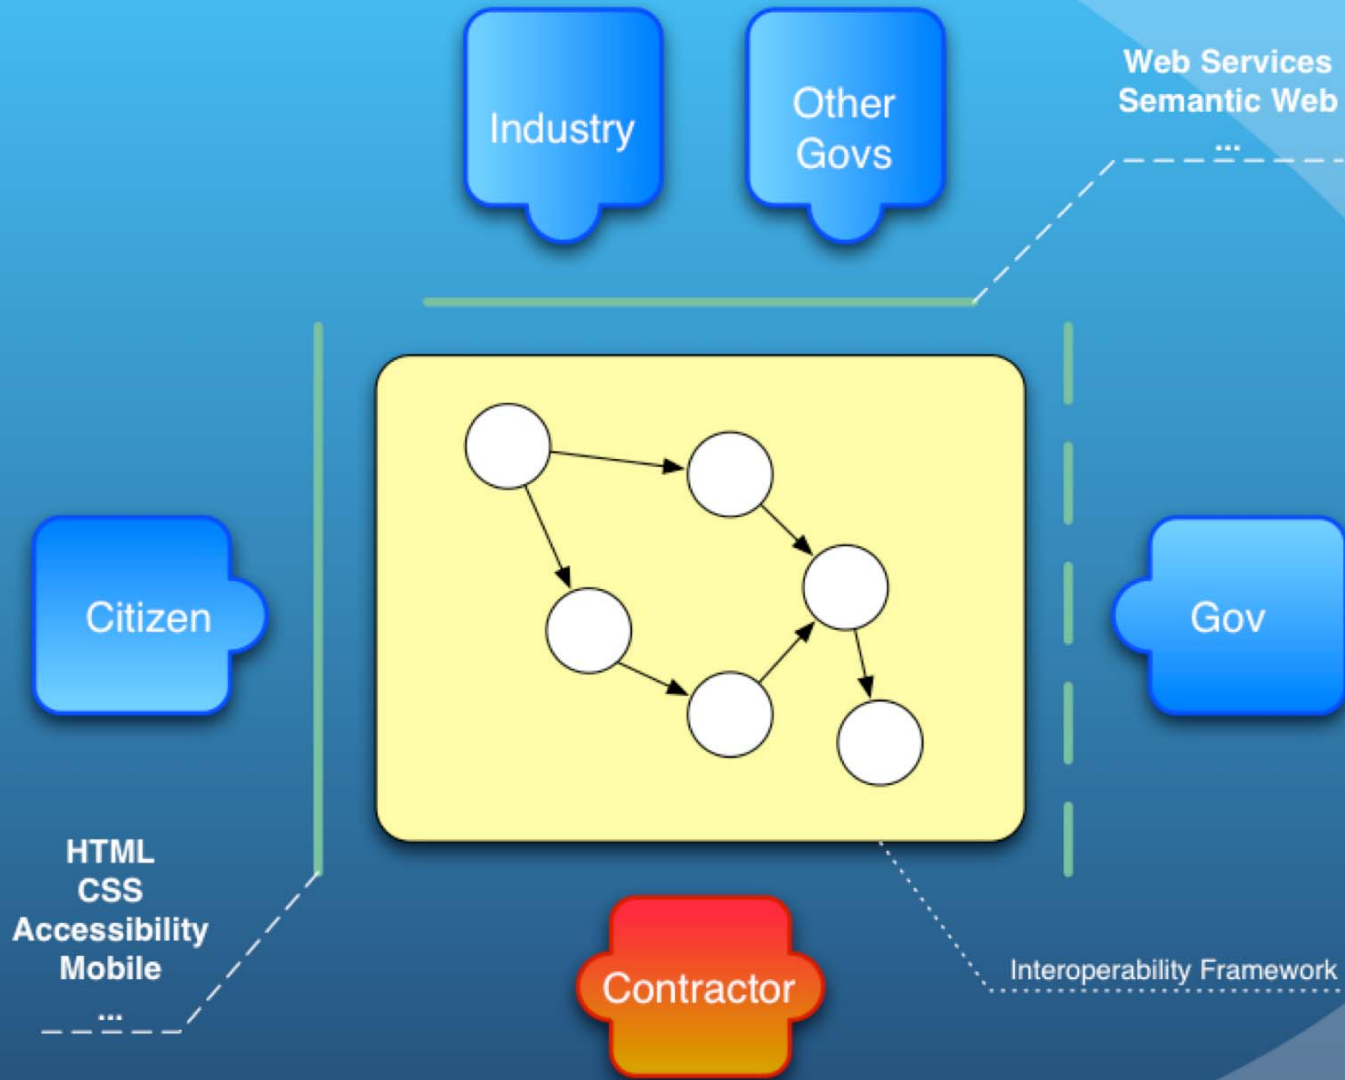 Industry
Other
Govs
Web Services
Semantic Web
...
Citizen
Gov
HTML
CSS
Accessibility
Mobile
...
Contractor
Interoperability Framework